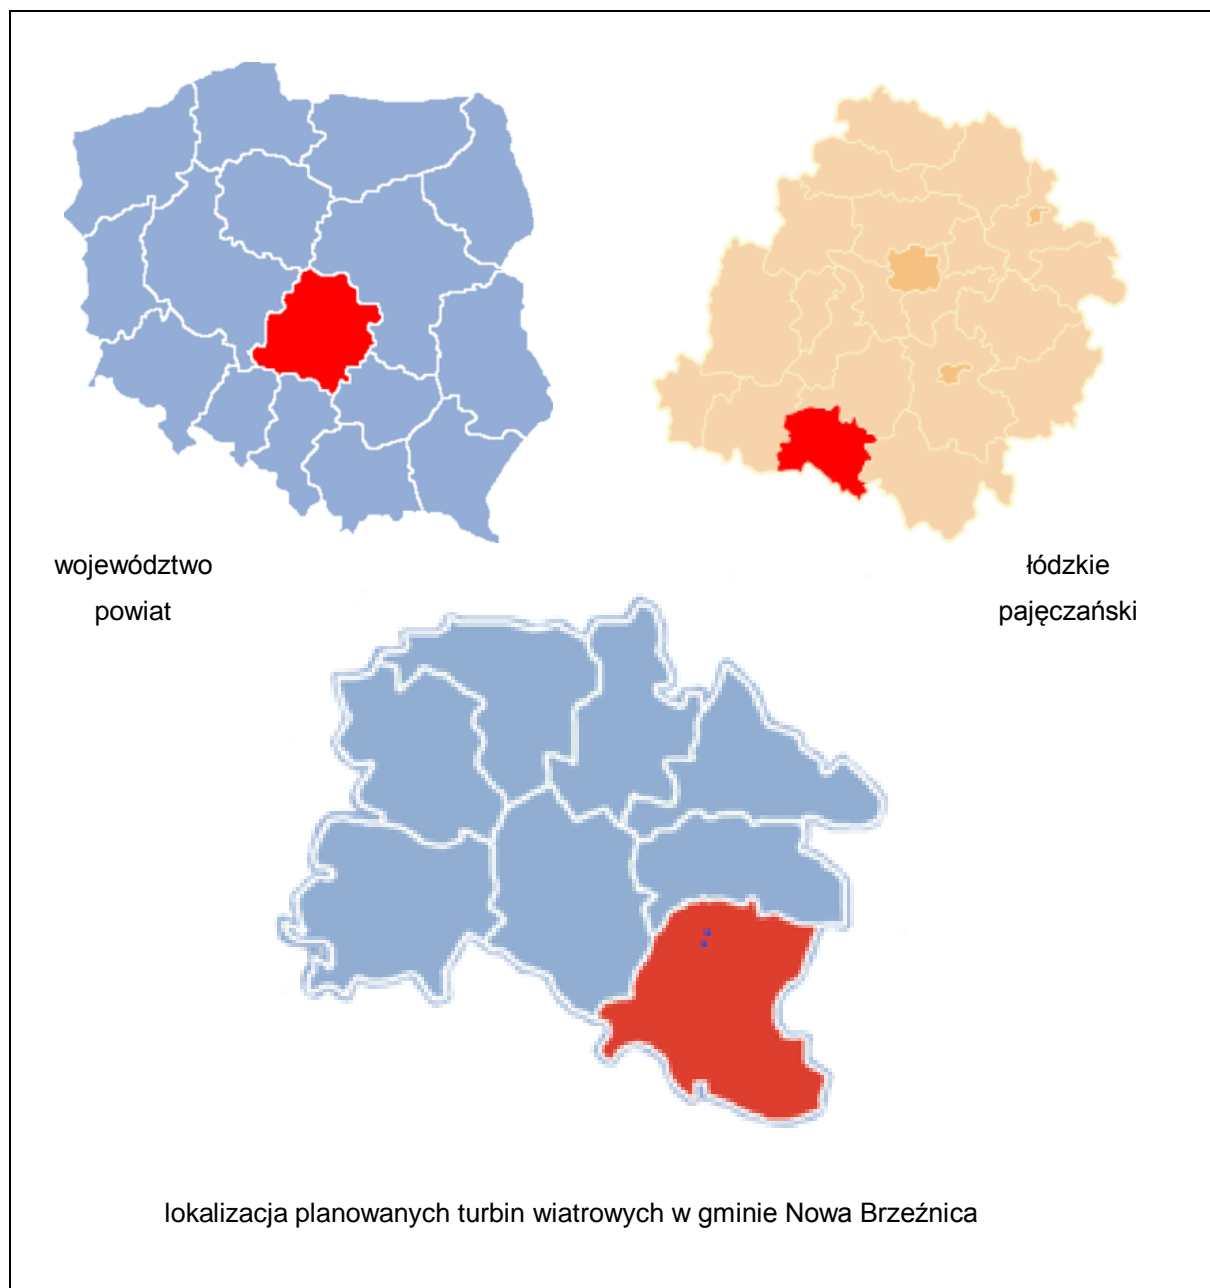 województwo łódzkie
powiat pajęczański
lokalizacja planowanych turbin wiatrowych w gminie Nowa Brzeźnica